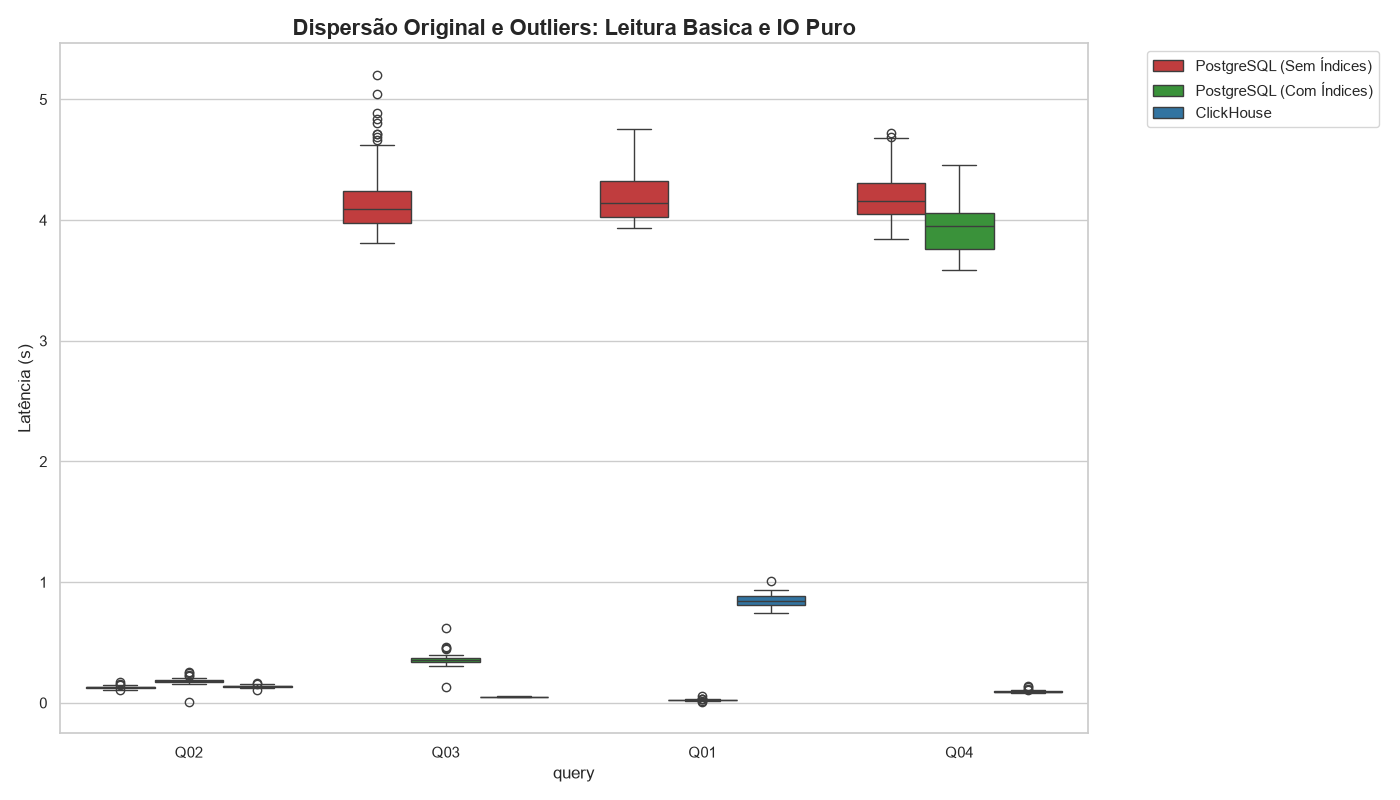 Dispersão Original e Outliers: Leitura Basica e IO Puro
PostgreSQL (Sem Índices)
PostgreSQL (Com Índices)
ClickHouse
Latência (s)
5
4
3
2
1
0
Q02
Q03
Q01
Q04
query